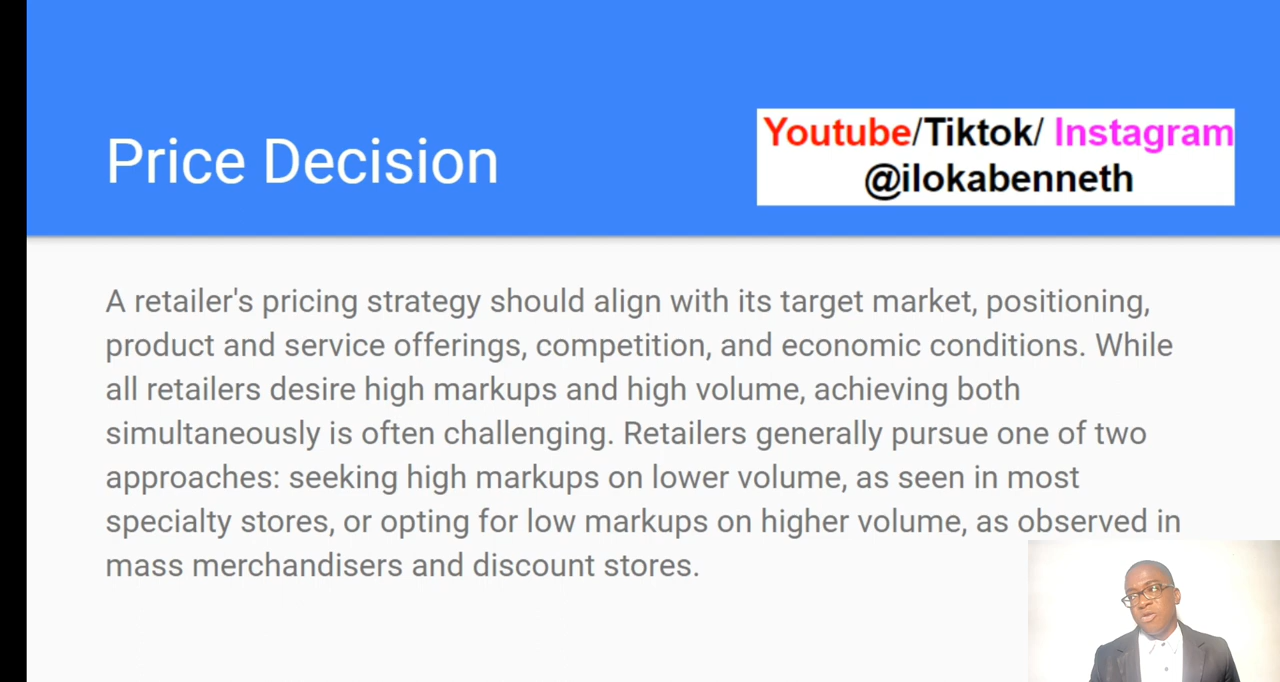 Price Decision
Youtube/Tiktok/ Instagram
@ilokabenneth
A retailer's pricing strategy should align with its target market, positioning,
product and service offerings, competition, and economic conditions. While
all retailers desire high markups and high volume, achieving both
simultaneously is often challenging. Retailers generally pursue one of two
approaches: seeking high markups on lower volume, as seen in most
specialty stores, or opting for low markups on higher volume, as observed in
mass merchandisers and discount stores.